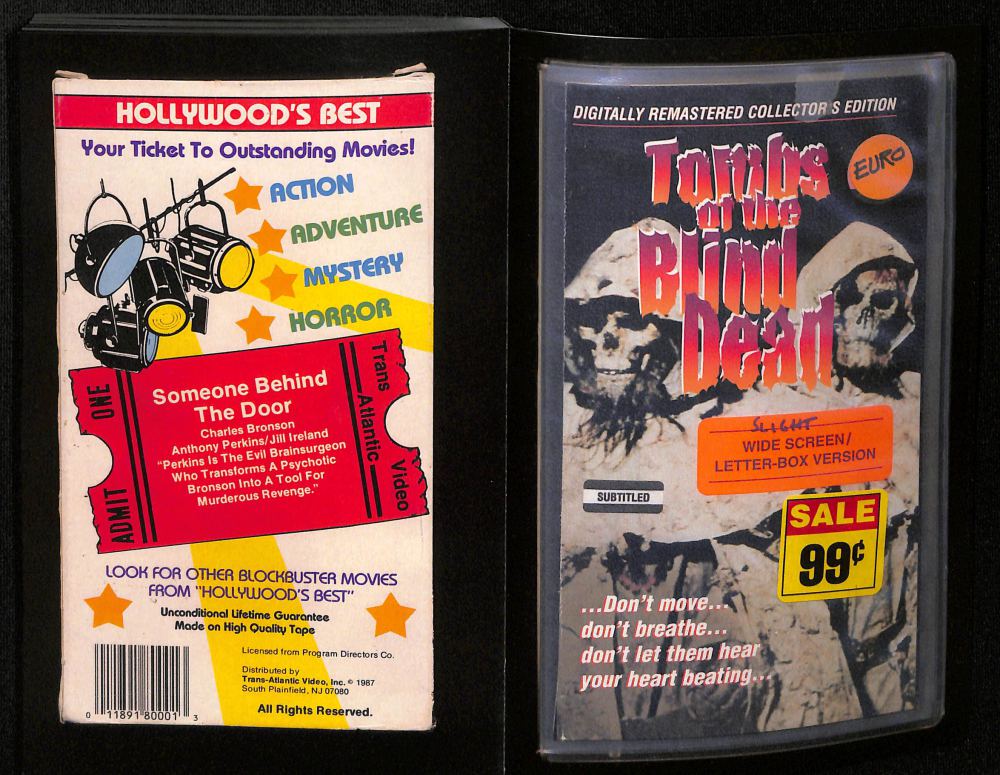 HOLLYWOOD'S BEST
Your Ticket To Outstanding Movies!
ACTION
ADVENTURE
MYSTERY
HORROR
ADMIT ONE
Someone Behind
The Door
Charles Bronson
Anthony Perkins/Jill Ireland
"Perkins Is The Evil Brainsurgeon
Who Transforms A Psychotic
Bronson Into A Tool For
Murderous Revenge."
Trans Atlantic Video
LOOK FOR OTHER BLOCKBUSTER MOVIES
FROM "HOLLYWOOD'S BEST"
Unconditional Lifetime Guarantee
Made on High Quality Tape
Licensed from Program Directors Co.
Distributed by
Trans-Atlantic Video, Inc. © 1987
South Plainfield, NJ 07080
All Rights Reserved.
0 11891 80001 3
DIGITALLY REMASTERED COLLECTOR'S EDITION
EURO
Tombs
of the
Blind
Dead
SLIGHT
WIDE SCREEN/
LETTER-BOX VERSION
SUBTITLED
SALE
99¢
...Don't move...
don't breathe...
don't let them hear
your heart beating...